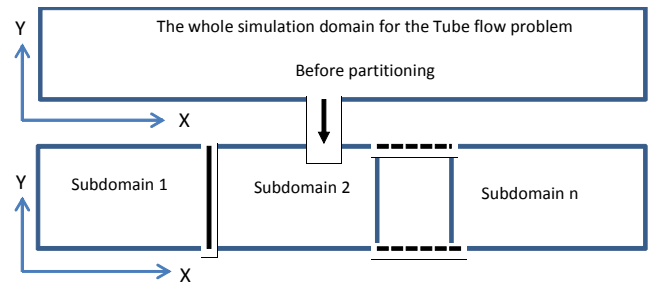 Y
The whole simulation domain for the Tube flow problem
Before partitioning
X
Y
Subdomain 1
Subdomain 2
Subdomain n
X